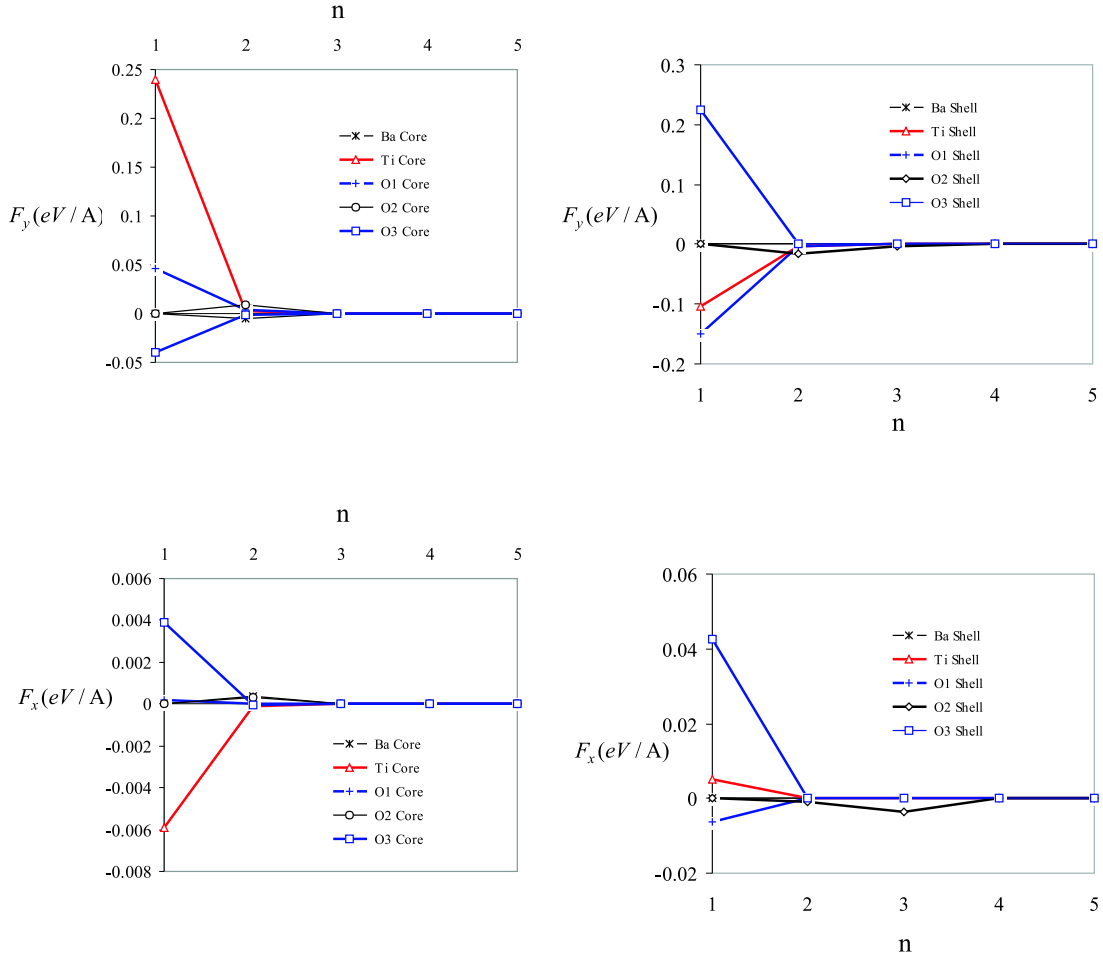 n
1 2 3 4 5
0.25
0.2
0.15
0.1
0.05
0
-0.05
F_y(eV/A)
Ba Core
Ti Core
O1 Core
O2 Core
O3 Core
0.3
0.2
0.1
0
-0.1
-0.2
F_y(eV/A)
Ba Shell
Ti Shell
O1 Shell
O2 Shell
O3 Shell
1 2 3 4 5
n
n
1 2 3 4 5
0.006
0.004
0.002
0
-0.002
-0.004
-0.006
-0.008
F_x(eV/A)
Ba Core
Ti Core
O1 Core
O2 Core
O3 Core
0.06
0.04
0.02
0
-0.02
F_x(eV/A)
Ba Shell
Ti Shell
O1 Shell
O2 Shell
O3 Shell
1 2 3 4 5
n